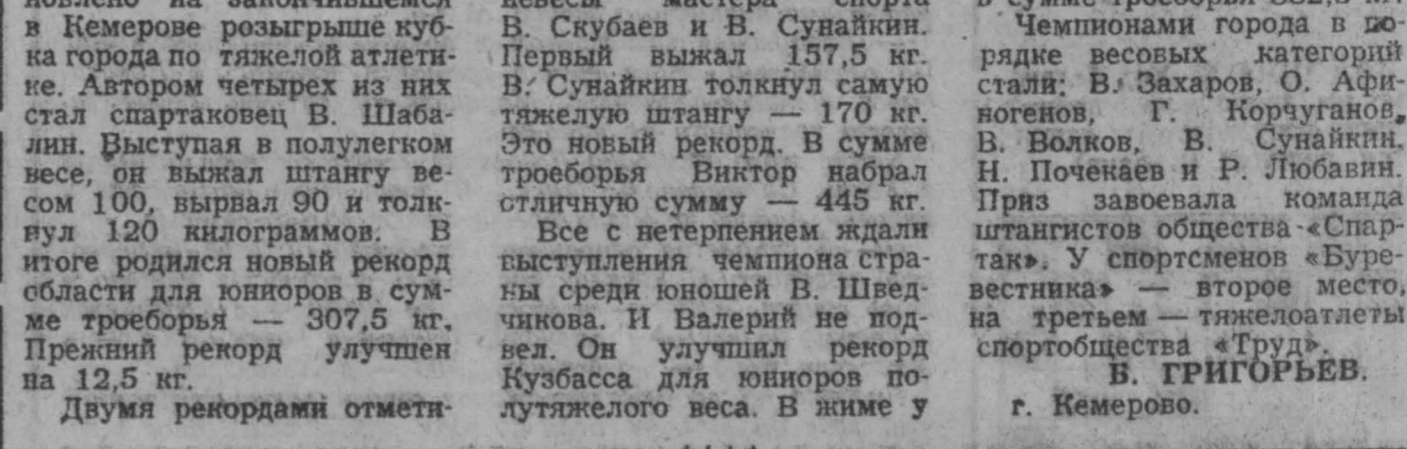 в Кемерове розыгрыше куб-
ка города по тяжелой атлети-
ке. Автором четырех из них
стал спартаковец В. Шаба-
лин. Выступая в полулегком
весе, он выжал штангу ве-
сом 100, вырвал 90 и толк-
нул 120 килограммов. В
итоге родился новый рекорд
области для юниоров в сум-
ме троеборья — 307,5 кг.
Прежний рекорд улучшен
на 12,5 кг.
Двумя рекордами отмети-
мастера спорта
В. Скубаев и В. Сунайкин.
Первый выжал 157,5 кг.
В. Сунайкин толкнул самую
тяжелую штангу — 170 кг.
Это новый рекорд. В сумме
троеборья Виктор набрал
отличную сумму — 445 кг.
Все с нетерпением ждали
выступления чемпиона стра-
ны среди юношей В. Швед-
чикова. И Валерий не под-
вел. Он улучшил рекорд
Кузбасса для юниоров по-
лутяжелого веса. В жиме у
Чемпионами города в по-
рядке весовых категорий
стали: В. Захаров, О. Афи-
ногенов, Г. Корчуганов,
В. Волков, В. Сунайкин,
Н. Почекаев и Р. Любавин.
Приз завоевала команда
штангистов общества «Спар-
так». У спортсменов «Буре-
вестника» — второе место,
на третьем — тяжелоатлеты
спортобщества «Труд».
Б. ГРИГОРЬЕВ.
г. Кемерово.